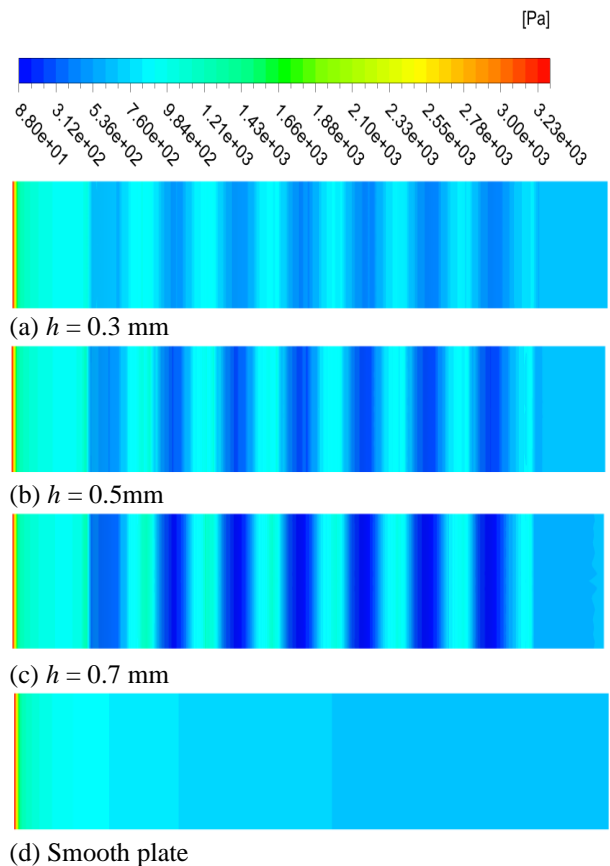 [Pa]
8.80e+01
3.12e+02
5.36e+02
7.60e+02
9.84e+02
1.21e+03
1.43e+03
1.66e+03
1.88e+03
2.10e+03
2.33e+03
2.55e+03
2.78e+03
3.00e+03
3.23e+03
(a) h = 0.3 mm
(b) h = 0.5mm
(c) h = 0.7 mm
(d) Smooth plate